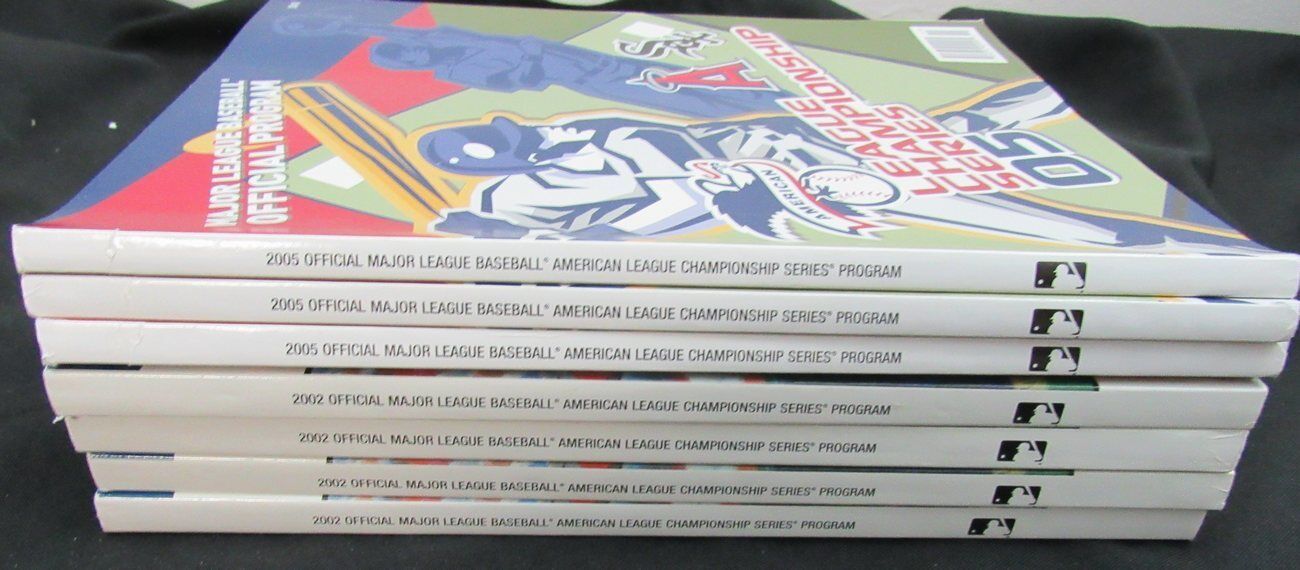 MAJOR LEAGUE BASEBALL®
OFFICIAL PROGRAM
Sox
A
05
LEAGUE
CHAMPIONSHIP
SERIES
AMERICAN
2005 OFFICIAL MAJOR LEAGUE BASEBALL® AMERICAN LEAGUE CHAMPIONSHIP SERIES® PROGRAM
2005 OFFICIAL MAJOR LEAGUE BASEBALL® AMERICAN LEAGUE CHAMPIONSHIP SERIES® PROGRAM
2005 OFFICIAL MAJOR LEAGUE BASEBALL® AMERICAN LEAGUE CHAMPIONSHIP SERIES® PROGRAM
2002 OFFICIAL MAJOR LEAGUE BASEBALL® AMERICAN LEAGUE CHAMPIONSHIP SERIES® PROGRAM
2002 OFFICIAL MAJOR LEAGUE BASEBALL® AMERICAN LEAGUE CHAMPIONSHIP SERIES® PROGRAM
2002 OFFICIAL MAJOR LEAGUE BASEBALL® AMERICAN LEAGUE CHAMPIONSHIP SERIES® PROGRAM
2002 OFFICIAL MAJOR LEAGUE BASEBALL® AMERICAN LEAGUE CHAMPIONSHIP SERIES® PROGRAM